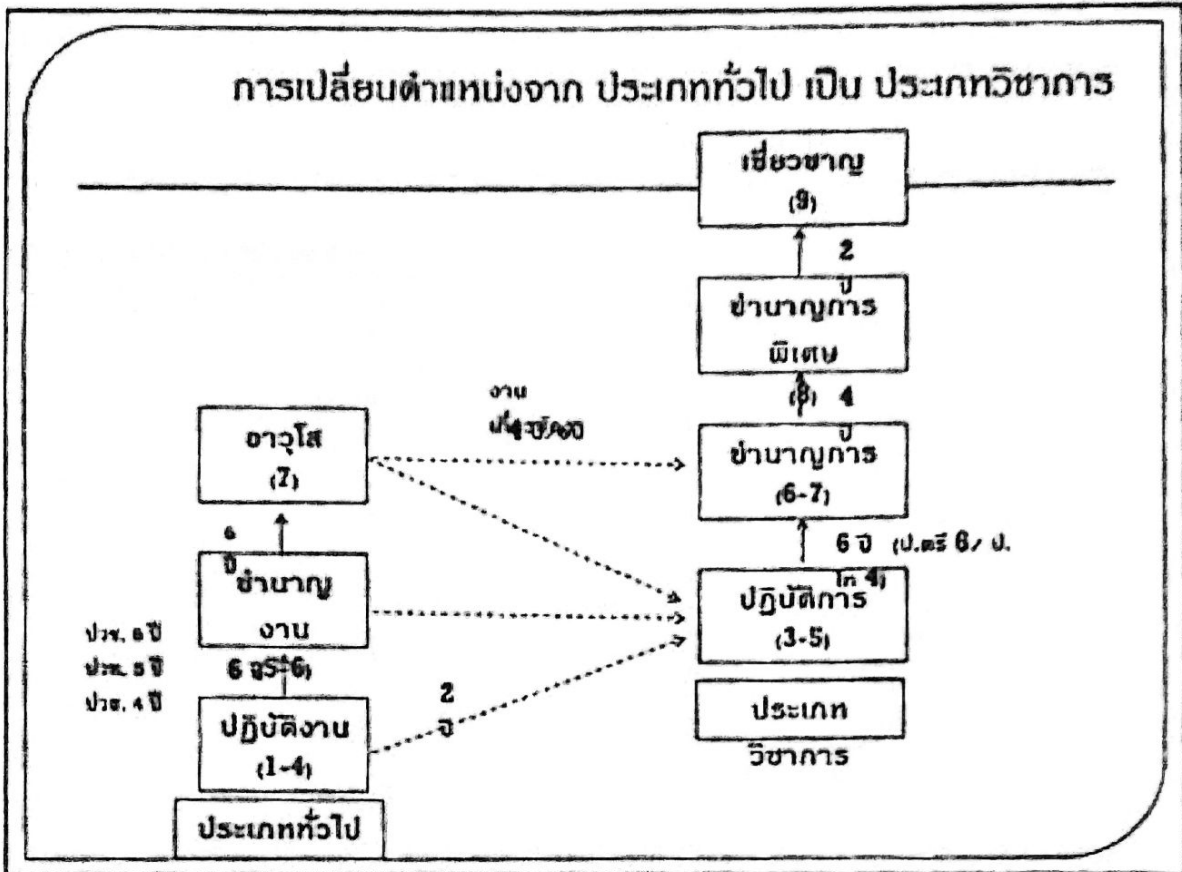 การเปลี่ยนตำแหน่งจาก ประเภททั่วไป เป็น ประเภทวิชาการ
เชี่ยวชาญ
(9)
2
ปี
ชำนาญการ
พิเศษ
(8)
4
ปี
งาน
อาวุโส
(7)
ชำนาญการ
(6-7)
6
ปี
6 ปี (ป.ตรี 6/ ป.
โท 4)
ชำนาญ
งาน
ปฏิบัติการ
(3-5)
ปวช. 6 ปี
ปวท. 5 ปี
ปวส. 4 ปี
2
ปี
ปฏิบัติงาน
(1-4)
ประเภท
วิชาการ
ประเภททั่วไป